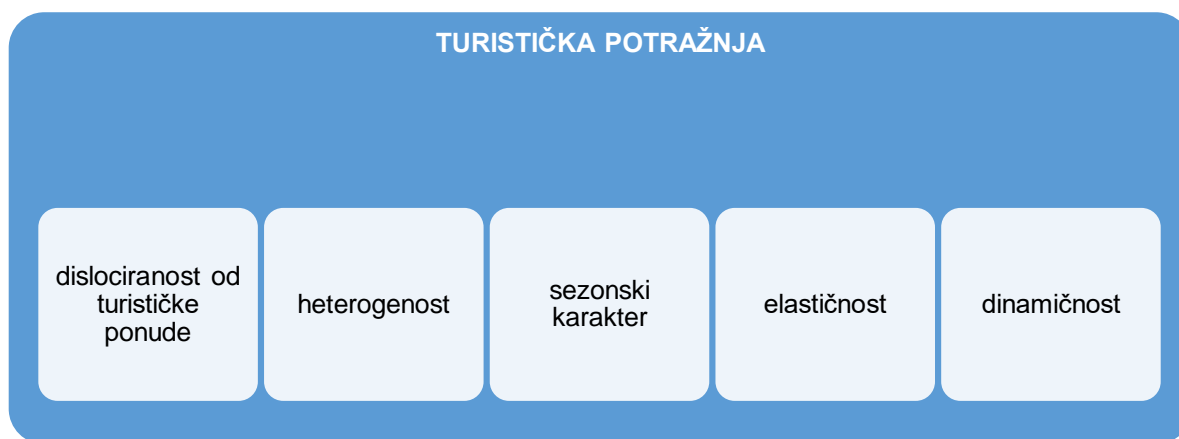 TURISTIČKA POTRAŽNJA
dislociranost od
turističke
ponude
heterogenost
sezonski
karakter
elastičnost
dinamičnost